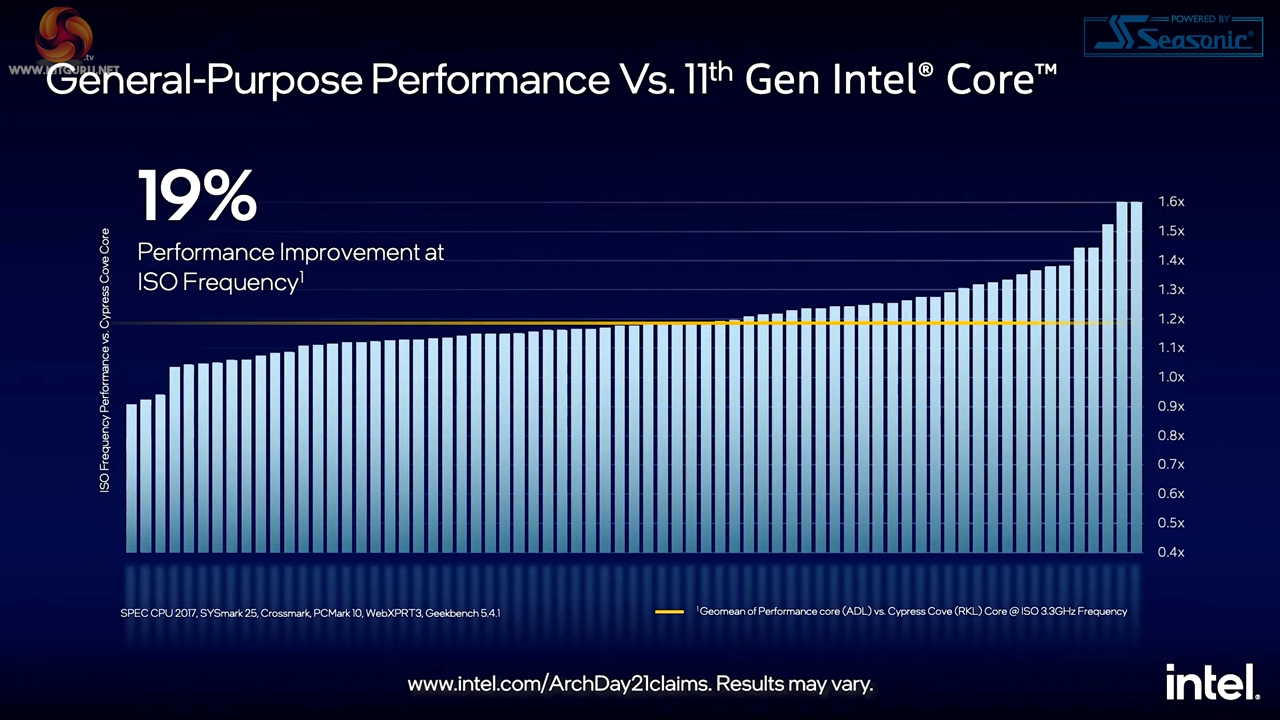 .tv
WWW.KITGURU.NET
POWERED BY
Seasonic®
General-Purpose Performance Vs. 11th Gen Intel® Core™
19%
Performance Improvement at
ISO Frequency1
ISO Frequency Performance vs. Cypress Cove Core
1.6x
1.5x
1.4x
1.3x
1.2x
1.1x
1.0x
0.9x
0.8x
0.7x
0.6x
0.5x
0.4x
SPEC CPU 2017, SYSmark 25, Crossmark, PCMark 10, WebXPRT3, Geekbench 5.4.1
1Geomean of Performance core (ADL) vs. Cypress Cove (RKL) Core @ ISO 3.3GHz Frequency
www.intel.com/ArchDay21claims. Results may vary.
intel.